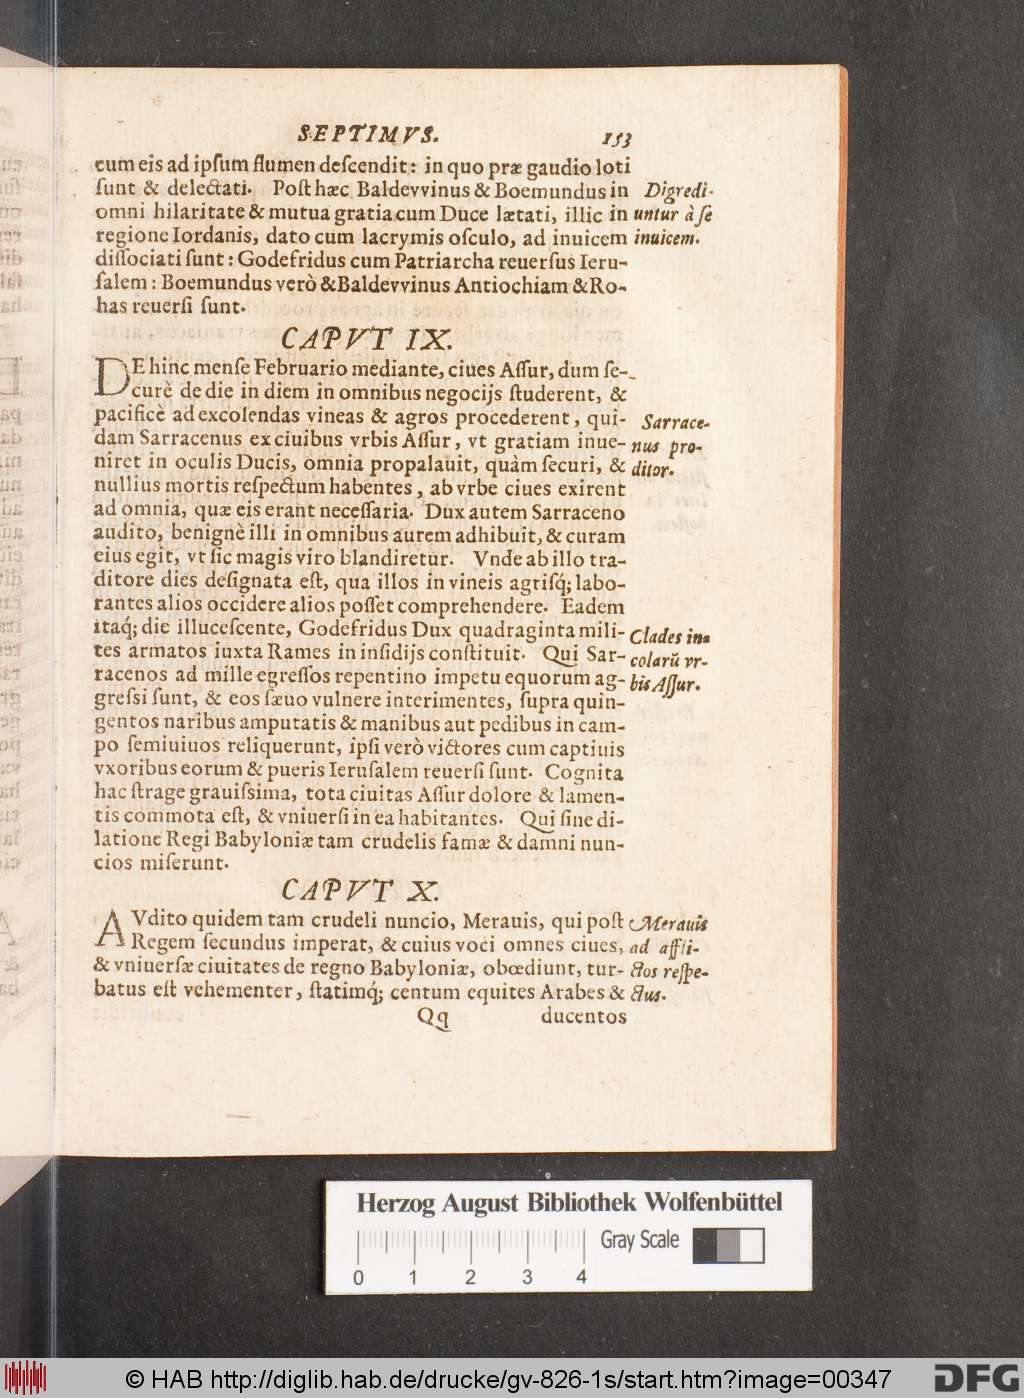 SEPTIMVS. 153
cum eis ad ipſum flumen deſcendit: in quo præ gaudio loti
ſunt & delectati. Poſt hæc Baldevvinus & Boemundus in
omni hilaritate & mutua gratia cum Duce lætati, illic in
regione Iordanis, dato cum lacrymis oſculo, ad inuicem
diſſociati ſunt: Godefridus cum Patriarcha reuerſus Ieru-
ſalem: Boemundus verò & Baldevvinus Antiochiam & Ro-
has reuerſi ſunt.
Digredi-
untur à ſe
inuicem.
CAPVT IX.
DE hinc menſe Februario mediante, ciues Aſſur, dum ſe-
curè de die in diem in omnibus negocijs ſtuderent, &
pacificè ad excolendas vineas & agros procederent, qui-
dam Sarracenus ex ciuibus vrbis Aſſur, vt gratiam inue-
niret in oculis Ducis, omnia propalauit, quàm ſecuri, &
nullius mortis reſpectum habentes, ab vrbe ciues exirent
ad omnia, quæ eis erant neceſſaria. Dux autem Sarraceno
audito, benignè illi in omnibus aurem adhibuit, & curam
eius egit, vt ſic magis viro blandiretur. Vnde ab illo tra-
ditore dies deſignata eſt, qua illos in vineis agriſq́; labo-
rantes alios occidere alios poſſet comprehendere. Eadem
itaq́; die illuceſcente, Godefridus Dux quadraginta mili-
tes armatos iuxta Rames in inſidijs conſtituit. Qui Sar-
racenos ad mille egreſſos repentino impetu equorum ag-
greſſi ſunt, & eos ſæuo vulnere interimentes, ſupra quin-
gentos naribus amputatis & manibus aut pedibus in cam-
po ſemiuiuos reliquerunt, ipſi verò victores cum captiuis
vxoribus eorum & pueris Ieruſalem reuerſi ſunt. Cognita
hac ſtrage grauiſsima, tota ciuitas Aſſur dolore & lamen-
tis commota eſt, & vniuerſi in ea habitantes. Qui ſine di-
latione Regi Babyloniæ tam crudelis famæ & damni nun-
cios miſerunt.
Sarrace-
nus pro-
ditor.
Clades in-
colarũ vr-
bis Aſſur.
CAPVT X.
AVdito quidem tam crudeli nuncio, Merauis, qui poſt
Regem ſecundus imperat, & cuius voci omnes ciues,
& vniuerſæ ciuitates de regno Babyloniæ, obœdiunt, tur-
batus eſt vehementer, ſtatimq́; centum equites Arabes &
Merauis
ad affli-
ctos reſpe-
ctus.
Qq ducentos
Herzog August Bibliothek Wolfenbüttel
Gray Scale
0 1 2 3 4
© HAB http://diglib.hab.de/drucke/gv-826-1s/start.htm?image=00347
DFG